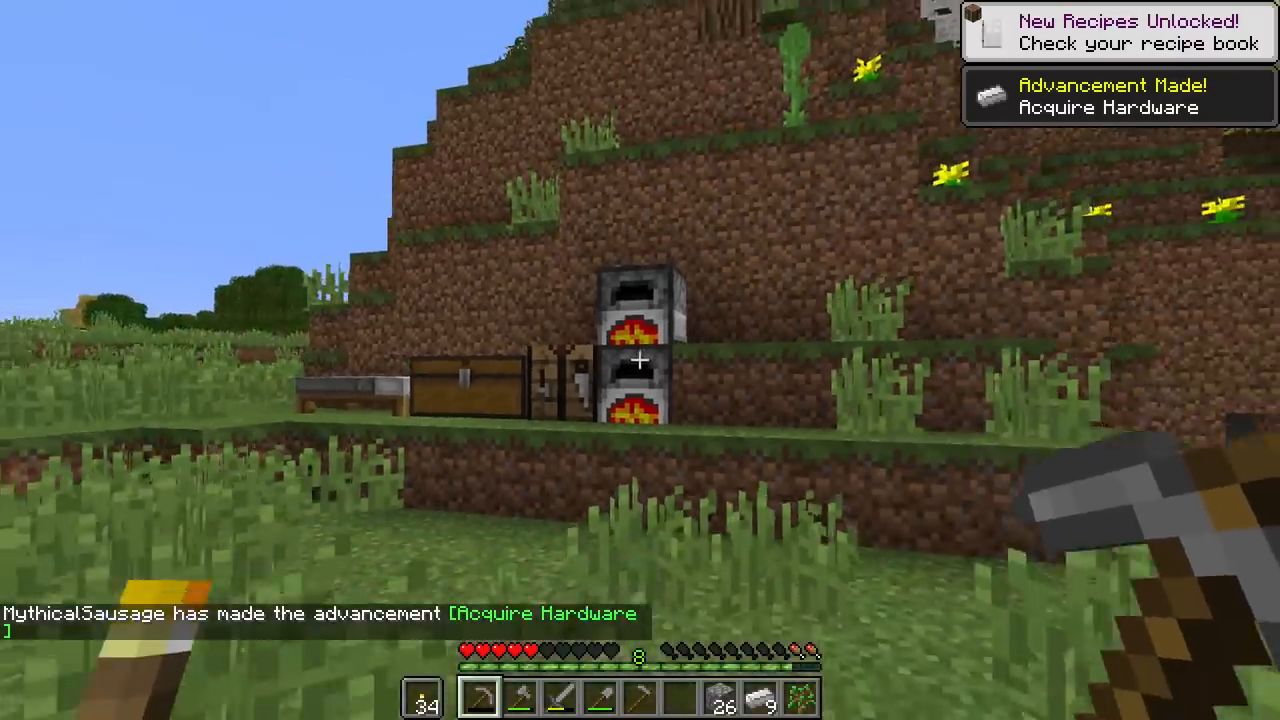 New Recipes Unlocked!
Check your recipe book
Advancement Made!
Acquire Hardware
MythicalSausage has made the advancement [Acquire Hardware
]
8
34
26
9